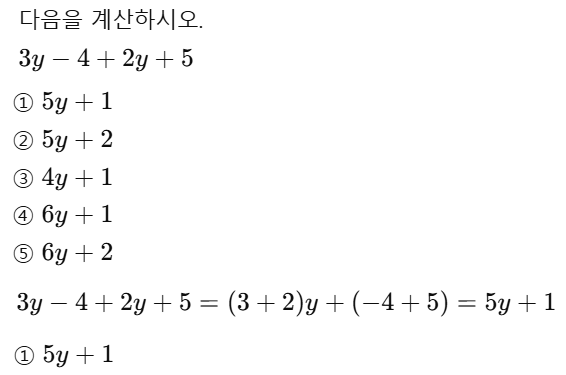 다음을 계산하시오.
3y − 4 + 2y + 5
① 5y + 1
② 5y + 2
③ 4y + 1
④ 6y + 1
⑤ 6y + 2
3y − 4 + 2y + 5 = (3 + 2)y + (−4 + 5) = 5y + 1
① 5y + 1